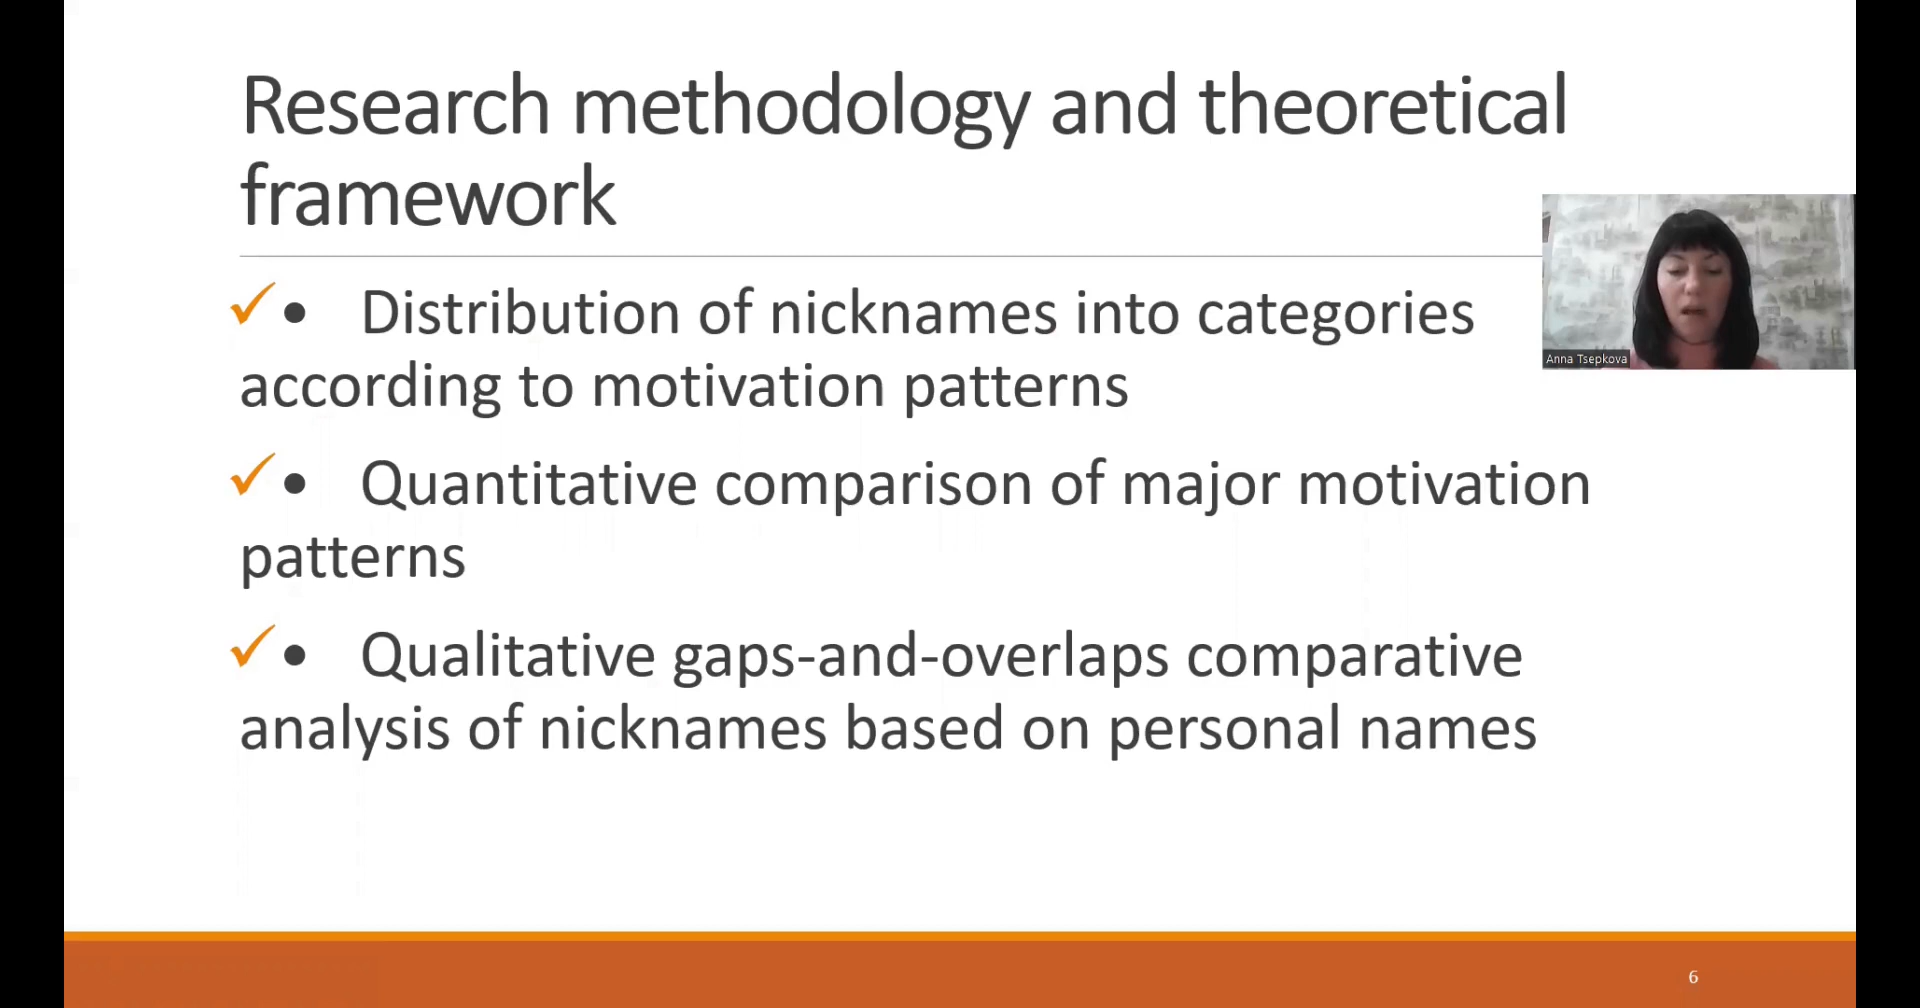 Research methodology and theoretical
framework
✓• Distribution of nicknames into categories
according to motivation patterns
✓• Quantitative comparison of major motivation
patterns
✓• Qualitative gaps-and-overlaps comparative
analysis of nicknames based on personal names
Anna Tsepkova
6